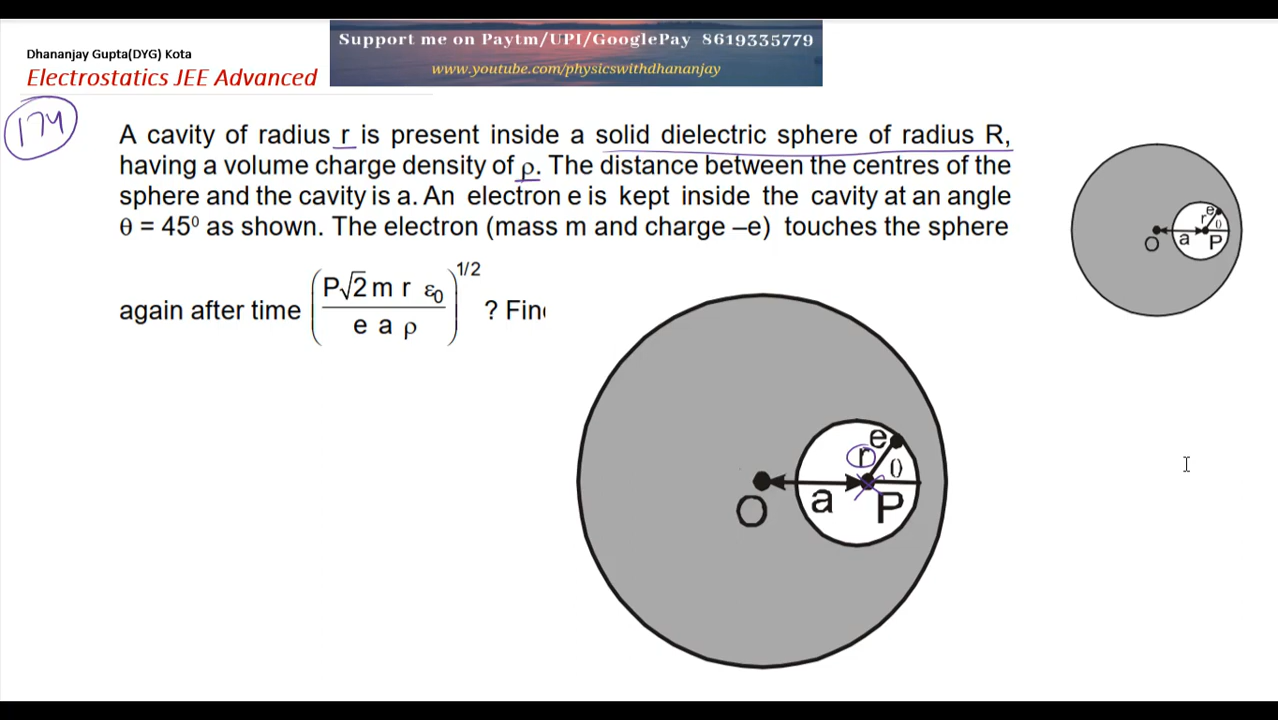 Dhananjay Gupta(DYG) Kota
Electrostatics JEE Advanced
Support me on Paytm/UPI/GooglePay 8619335779
www.youtube.com/physicswithdhananjay
174
A cavity of radius r is present inside a solid dielectric sphere of radius R,
having a volume charge density of ρ. The distance between the centres of the
sphere and the cavity is a. An electron e is kept inside the cavity at an angle
θ = 45⁰ as shown. The electron (mass m and charge –e) touches the sphere
again after time (P√2 m r ε₀ / e a ρ)^1/2 ? Fin
e
r
θ
O
a
P
e
r
θ
O
a
P